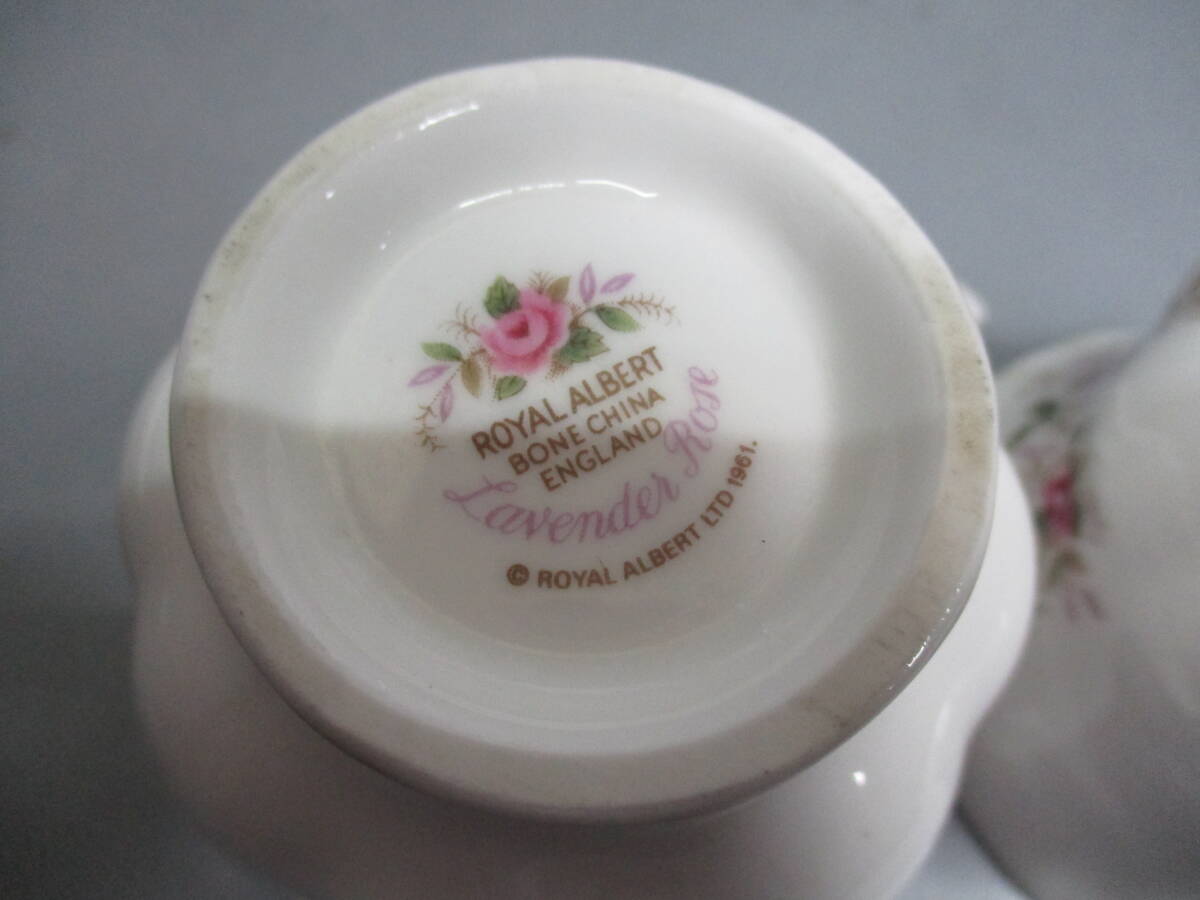 ROYAL ALBERT
BONE CHINA
ENGLAND
Lavender Rose
© ROYAL ALBERT LTD 1961.